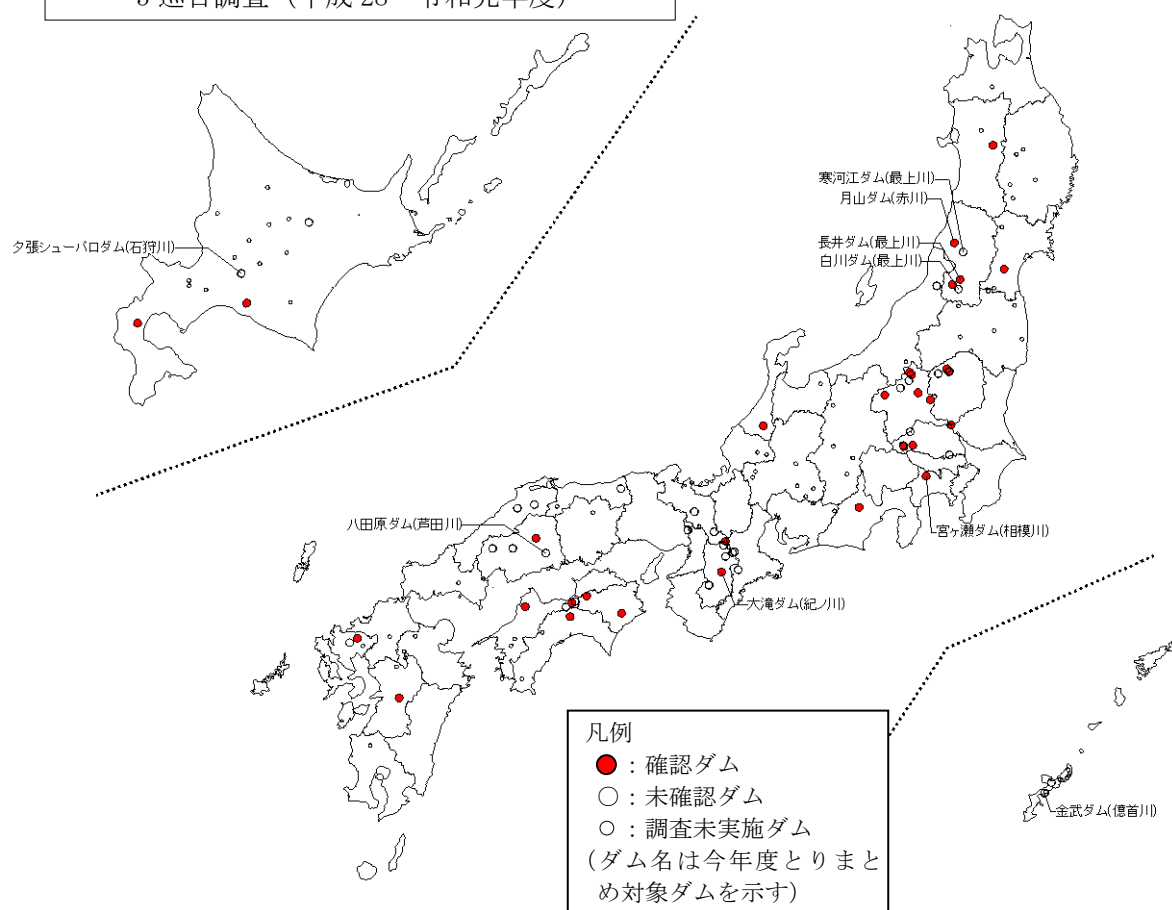 夕張シューパロダム(石狩川)
寒河江ダム(最上川)
月山ダム(赤川)
長井ダム(最上川)
白川ダム(最上川)
八田原ダム(芦田川)
宮ヶ瀬ダム(相模川)
大滝ダム(紀ノ川)
金武ダム(億首川)
凡例
：確認ダム
：未確認ダム
：調査未実施ダム
(ダム名は今年度とりまと
め対象ダムを示す)